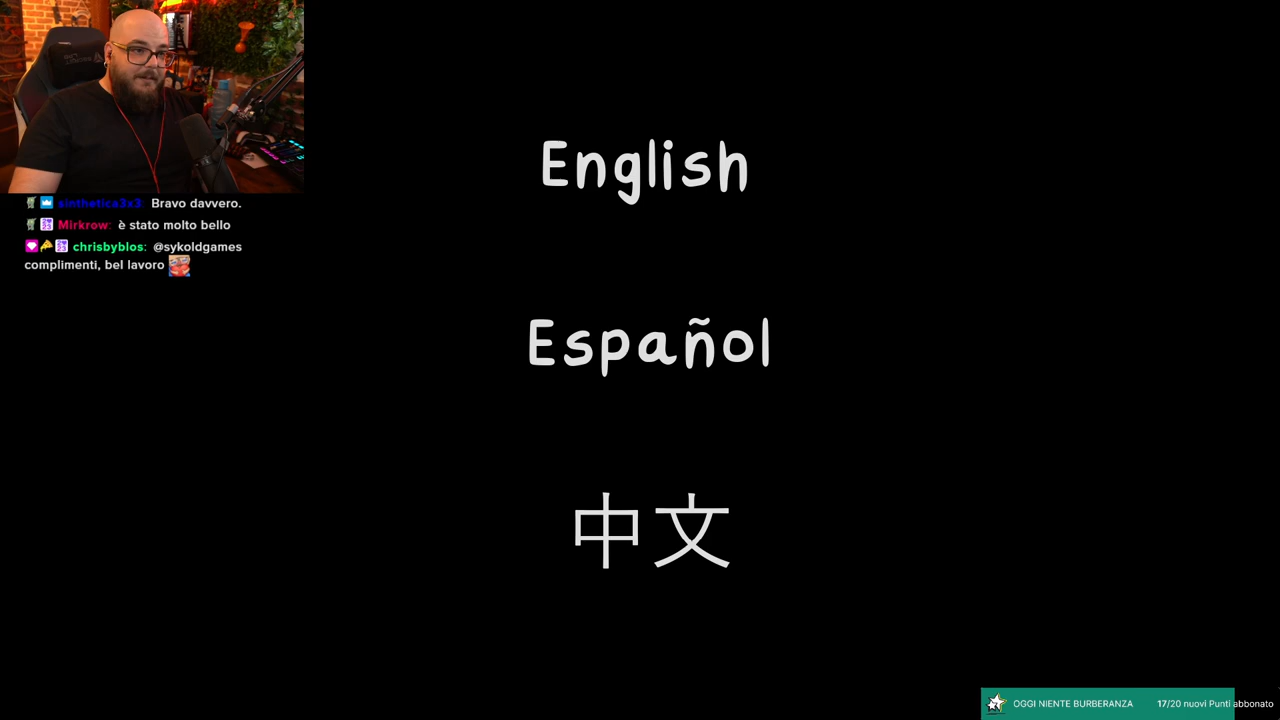 sinthetica3x3: Bravo davvero.
Mirkrow: è stato molto bello
chrisbyblos: @sykoldgames
complimenti, bel lavoro
English
Español
中文
OGGI NIENTE BURBERANZA 17/20 nuovi Punti abbonato